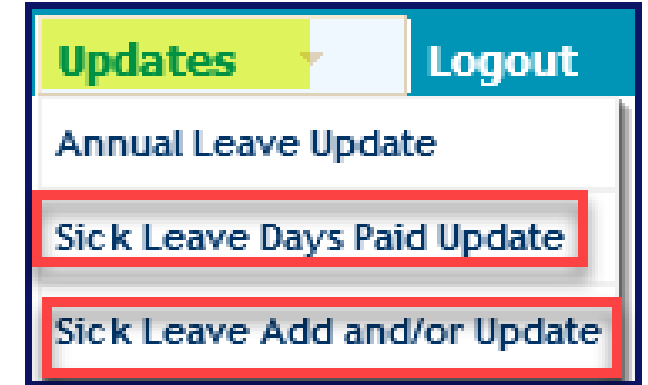 Updates Logout
Annual Leave Update
Sick Leave Days Paid Update
Sick Leave Add and/or Update